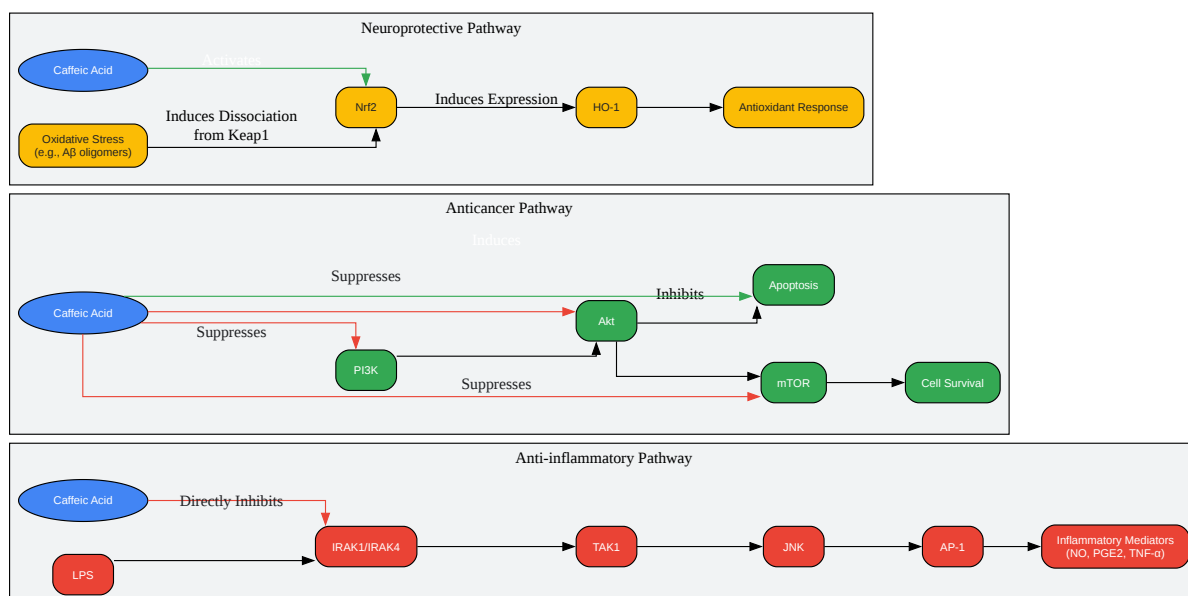 Neuroprotective Pathway
Caffeic Acid
Activates
Nrf2
Induces Expression
HO-1
Antioxidant Response
Induces Dissociation
from Keap1
Oxidative Stress
(e.g., Aβ oligomers)
Anticancer Pathway
Induces
Suppresses
Apoptosis
Inhibits
Caffeic Acid
Akt
Suppresses
PI3K
Suppresses
mTOR
Cell Survival
Anti-inflammatory Pathway
Caffeic Acid
Directly Inhibits
IRAK1/IRAK4
TAK1
JNK
AP-1
Inflammatory Mediators
(NO, PGE2, TNF-α)
LPS